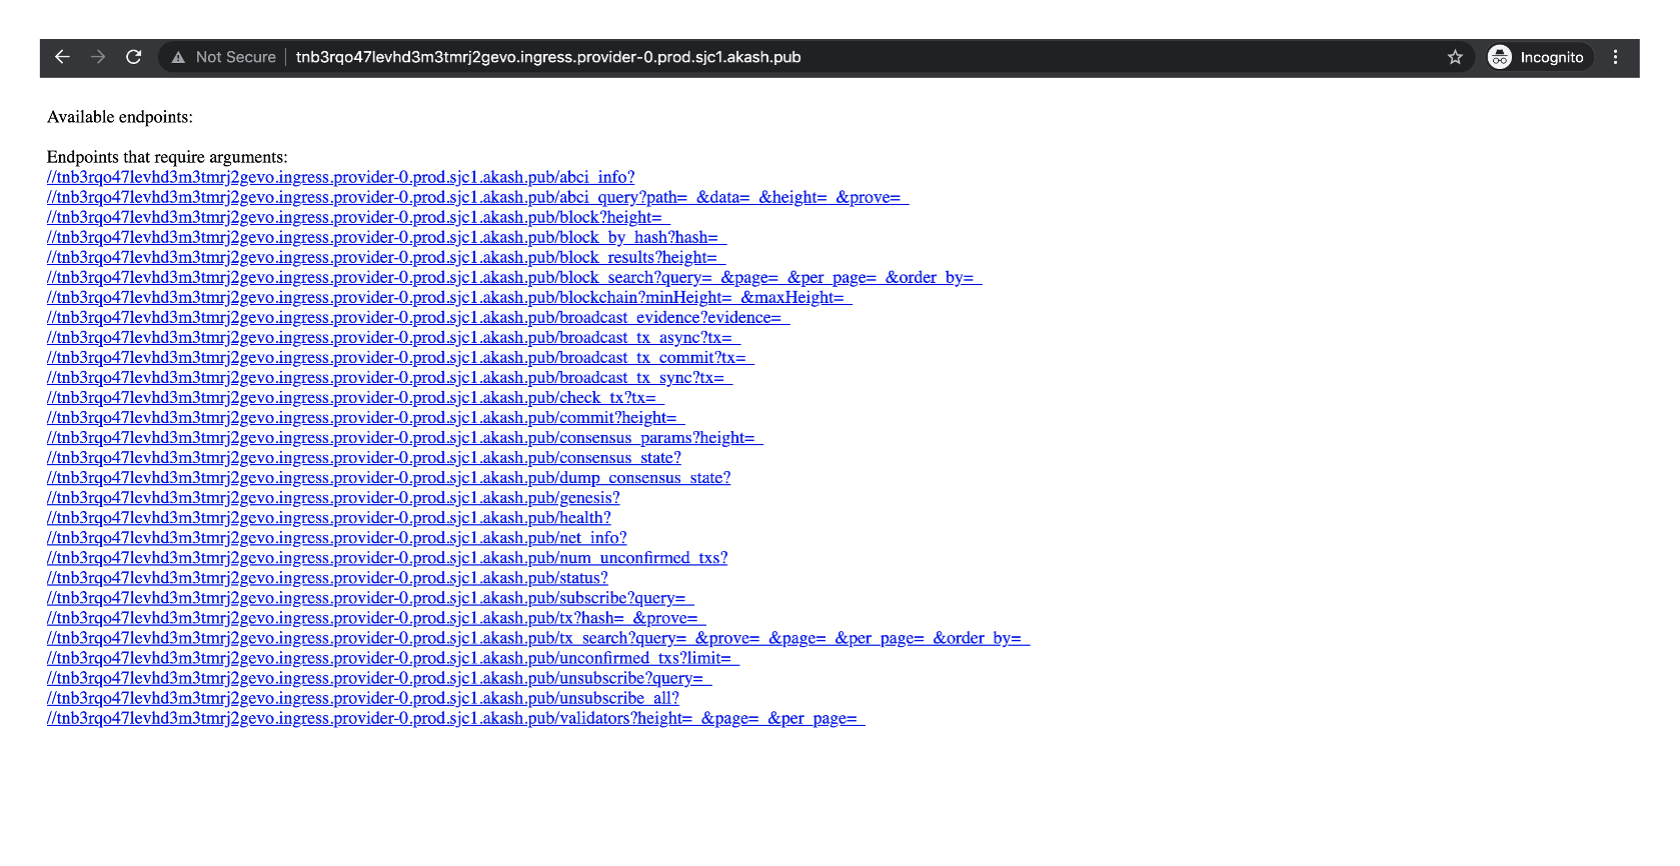 Not Secure | tnb3rqo47levhd3m3tmrj2gevo.ingress.provider-0.prod.sjc1.akash.pub Incognito
Available endpoints:
Endpoints that require arguments:
//tnb3rqo47levhd3m3tmrj2gevo.ingress.provider-0.prod.sjc1.akash.pub/abci_info?
//tnb3rqo47levhd3m3tmrj2gevo.ingress.provider-0.prod.sjc1.akash.pub/abci_query?path=_&data=_&height=_&prove=_
//tnb3rqo47levhd3m3tmrj2gevo.ingress.provider-0.prod.sjc1.akash.pub/block?height=_
//tnb3rqo47levhd3m3tmrj2gevo.ingress.provider-0.prod.sjc1.akash.pub/block_by_hash?hash=_
//tnb3rqo47levhd3m3tmrj2gevo.ingress.provider-0.prod.sjc1.akash.pub/block_results?height=_
//tnb3rqo47levhd3m3tmrj2gevo.ingress.provider-0.prod.sjc1.akash.pub/block_search?query=_&page=_&per_page=_&order_by=_
//tnb3rqo47levhd3m3tmrj2gevo.ingress.provider-0.prod.sjc1.akash.pub/blockchain?minHeight=_&maxHeight=_
//tnb3rqo47levhd3m3tmrj2gevo.ingress.provider-0.prod.sjc1.akash.pub/broadcast_evidence?evidence=_
//tnb3rqo47levhd3m3tmrj2gevo.ingress.provider-0.prod.sjc1.akash.pub/broadcast_tx_async?tx=_
//tnb3rqo47levhd3m3tmrj2gevo.ingress.provider-0.prod.sjc1.akash.pub/broadcast_tx_commit?tx=_
//tnb3rqo47levhd3m3tmrj2gevo.ingress.provider-0.prod.sjc1.akash.pub/broadcast_tx_sync?tx=_
//tnb3rqo47levhd3m3tmrj2gevo.ingress.provider-0.prod.sjc1.akash.pub/check_tx?tx=_
//tnb3rqo47levhd3m3tmrj2gevo.ingress.provider-0.prod.sjc1.akash.pub/commit?height=_
//tnb3rqo47levhd3m3tmrj2gevo.ingress.provider-0.prod.sjc1.akash.pub/consensus_params?height=_
//tnb3rqo47levhd3m3tmrj2gevo.ingress.provider-0.prod.sjc1.akash.pub/consensus_state?
//tnb3rqo47levhd3m3tmrj2gevo.ingress.provider-0.prod.sjc1.akash.pub/dump_consensus_state?
//tnb3rqo47levhd3m3tmrj2gevo.ingress.provider-0.prod.sjc1.akash.pub/genesis?
//tnb3rqo47levhd3m3tmrj2gevo.ingress.provider-0.prod.sjc1.akash.pub/health?
//tnb3rqo47levhd3m3tmrj2gevo.ingress.provider-0.prod.sjc1.akash.pub/net_info?
//tnb3rqo47levhd3m3tmrj2gevo.ingress.provider-0.prod.sjc1.akash.pub/num_unconfirmed_txs?
//tnb3rqo47levhd3m3tmrj2gevo.ingress.provider-0.prod.sjc1.akash.pub/status?
//tnb3rqo47levhd3m3tmrj2gevo.ingress.provider-0.prod.sjc1.akash.pub/subscribe?query=_
//tnb3rqo47levhd3m3tmrj2gevo.ingress.provider-0.prod.sjc1.akash.pub/tx?hash=_&prove=_
//tnb3rqo47levhd3m3tmrj2gevo.ingress.provider-0.prod.sjc1.akash.pub/tx_search?query=_&prove=_&page=_&per_page=_&order_by=_
//tnb3rqo47levhd3m3tmrj2gevo.ingress.provider-0.prod.sjc1.akash.pub/unconfirmed_txs?limit=_
//tnb3rqo47levhd3m3tmrj2gevo.ingress.provider-0.prod.sjc1.akash.pub/unsubscribe?query=_
//tnb3rqo47levhd3m3tmrj2gevo.ingress.provider-0.prod.sjc1.akash.pub/unsubscribe_all?
//tnb3rqo47levhd3m3tmrj2gevo.ingress.provider-0.prod.sjc1.akash.pub/validators?height=_&page=_&per_page=_